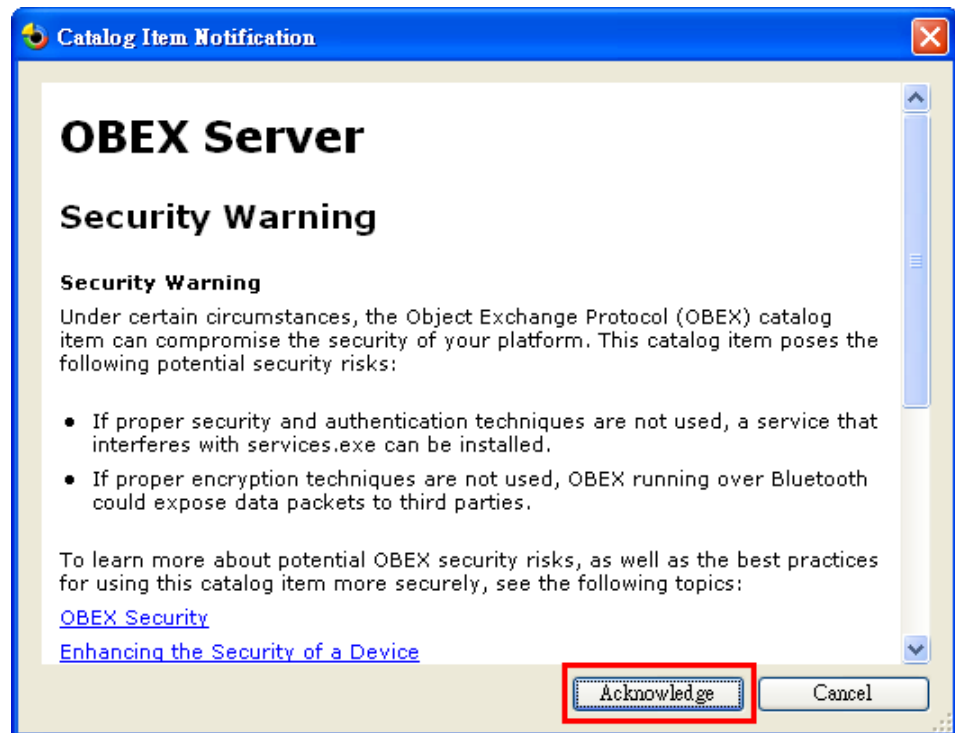 Catalog Item Notification
OBEX Server
Security Warning
Security Warning
Under certain circumstances, the Object Exchange Protocol (OBEX) catalog
item can compromise the security of your platform. This catalog item poses the
following potential security risks:
● If proper security and authentication techniques are not used, a service that
interferes with services.exe can be installed.
● If proper encryption techniques are not used, OBEX running over Bluetooth
could expose data packets to third parties.
To learn more about potential OBEX security risks, as well as the best practices
for using this catalog item more securely, see the following topics:
OBEX Security
Enhancing the Security of a Device
Acknowledge Cancel